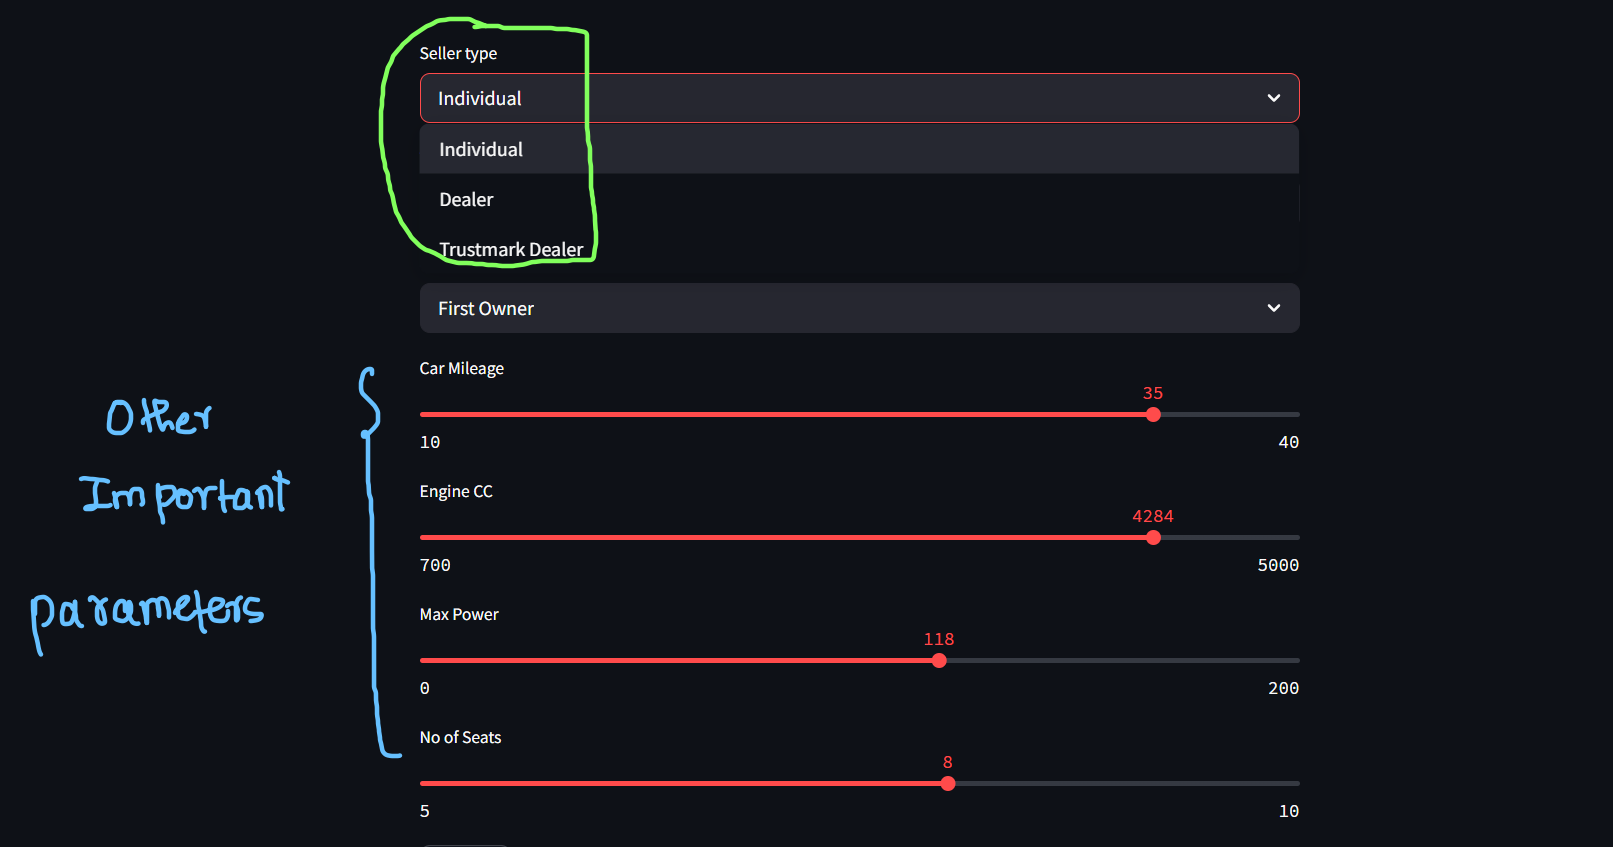 Seller type
Individual
Individual
Dealer
Trustmark Dealer
First Owner
Car Mileage
35
10 40
Other
Important
parameters
Engine CC
4284
700 5000
Max Power
118
0 200
No of Seats
8
5 10